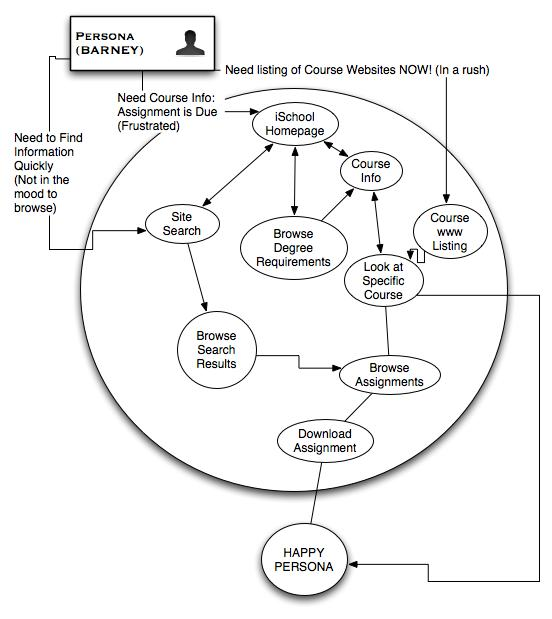 PERSONA
(BARNEY)
Need listing of Course Websites NOW! (In a rush)
Need Course Info:
Assignment is Due
(Frustrated)
Need to Find
Information
Quickly
(Not in the
mood to
browse)
iSchool
Homepage
Course
Info
Site
Search
Browse
Degree
Requirements
Course
www
Listing
Look at
Specific
Course
Browse
Search
Results
Browse
Assignments
Download
Assignment
HAPPY
PERSONA